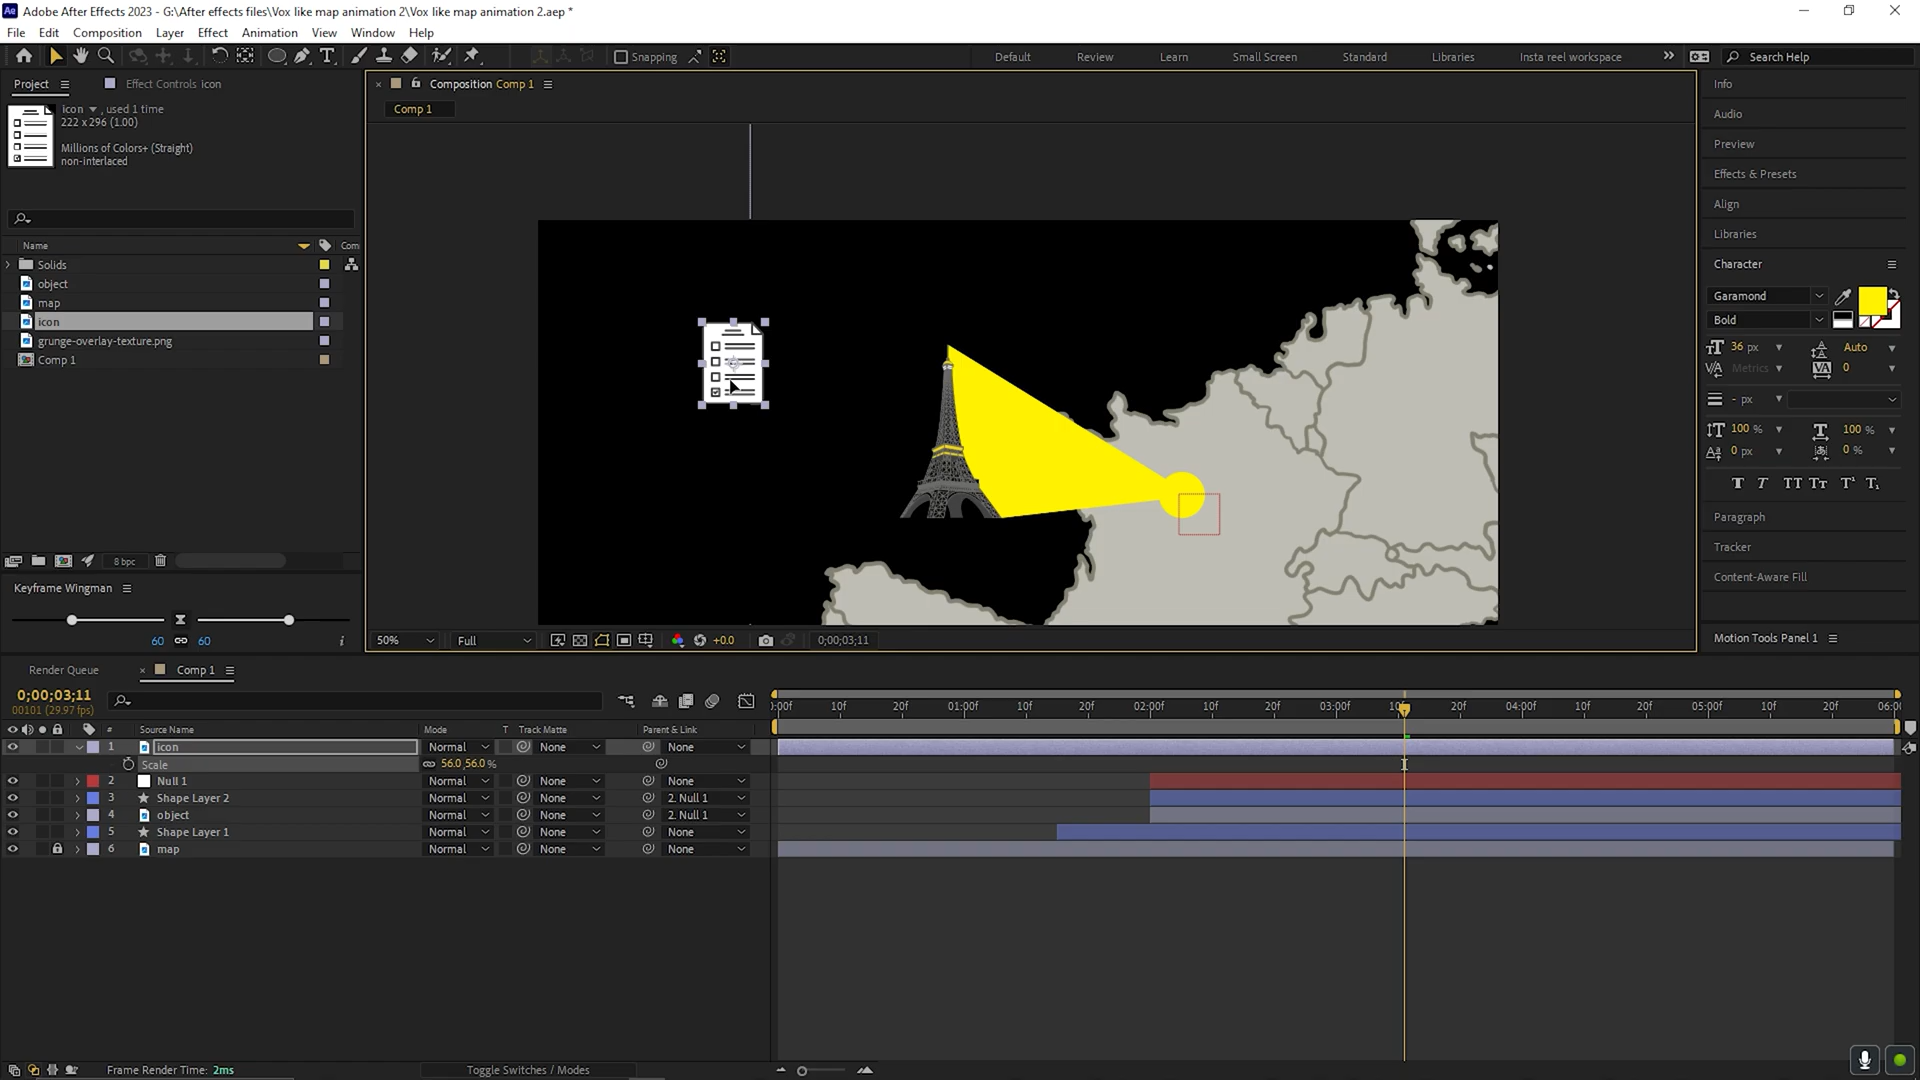 Ae Adobe After Effects 2023 - G:\After effects files\Vox like map animation 2\Vox like map animation 2.aep *
File Edit Composition Layer Effect Animation View Window Help
Snapping Default Review Learn Small Screen Standard Libraries Insta reel workspace Search Help
Project Effect Controls icon Composition Comp 1
icon , used 1 time
222 x 296 (1.00)
Millions of Colors+ (Straight)
non-interlaced
Comp 1
Name Com
Solids
object
map
icon
grunge-overlay-texture.png
Comp 1
8 bpc
Keyframe Wingman
60 60 i
50% Full +0.0 0;00;03;11
Info
Audio
Preview
Effects & Presets
Align
Libraries
Character
Garamond
Bold
36 px Auto
Metrics 0
- px
100 % 100 %
0 px 0 %
T T TT Tt T¹ T₁
Paragraph
Tracker
Content-Aware Fill
Motion Tools Panel 1
Render Queue Comp 1
0;00;03;11
00101 (29.97 fps)
:00f 10f 20f 01:00f 10f 20f 02:00f 10f 20f 03:00f 10f 20f 04:00f 10f 20f 05:00f 10f 20f 06:00
# Source Name Mode T Track Matte Parent & Link
1 icon Normal None None
Scale 56.0,56.0 %
2 Null 1 Normal None None
3 Shape Layer 2 Normal None 2. Null 1
4 object Normal None 2. Null 1
5 Shape Layer 1 Normal None None
6 map Normal None None
Frame Render Time: 2ms Toggle Switches / Modes